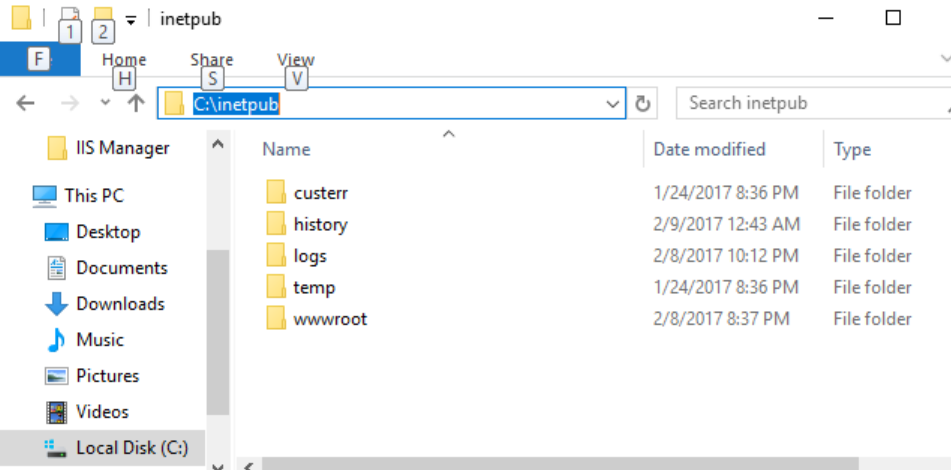 inetpub
1 2
F Home Share View
H S V
C:\inetpub Search inetpub
IIS Manager
This PC
Desktop
Documents
Downloads
Music
Pictures
Videos
Local Disk (C:)
Name Date modified Type
custerr 1/24/2017 8:36 PM File folder
history 2/9/2017 12:43 AM File folder
logs 2/8/2017 10:12 PM File folder
temp 1/24/2017 8:36 PM File folder
wwwroot 2/8/2017 8:37 PM File folder